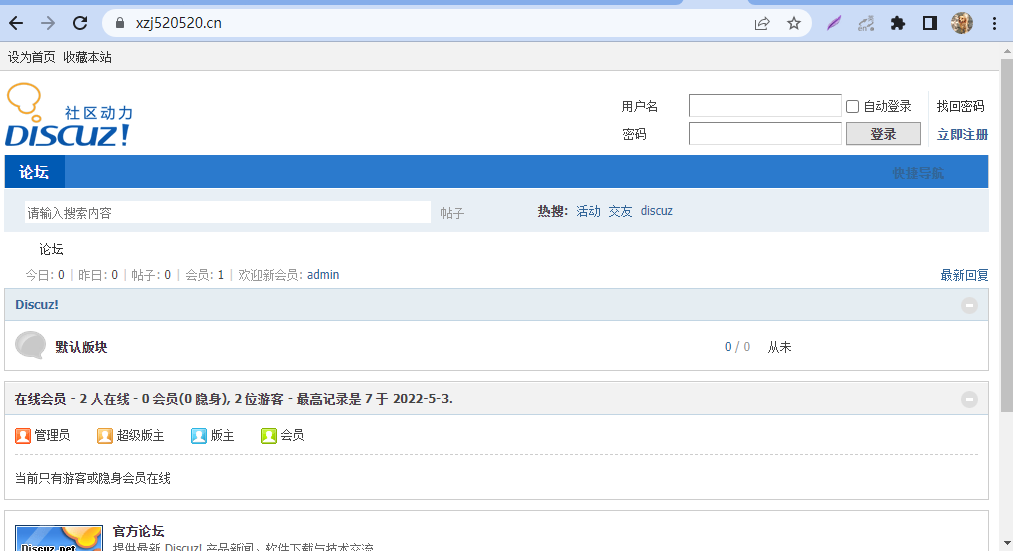 xzj520520.cn
设为首页 收藏本站
社区动力
DISCUZ!
用户名 自动登录 找回密码
密码 登录 立即注册
论坛 快捷导航
请输入搜索内容 帖子 热搜: 活动 交友 discuz
论坛
今日: 0 | 昨日: 0 | 帖子: 0 | 会员: 1 | 欢迎新会员: admin 最新回复
Discuz!
默认版块 0 / 0 从未
在线会员 - 2 人在线 - 0 会员(0 隐身), 2 位游客 - 最高记录是 7 于 2022-5-3.
管理员 超级版主 版主 会员
当前只有游客或隐身会员在线
官方论坛
Discuz.net 提供最新 Discuz! 产品新闻、软件下载与技术交流